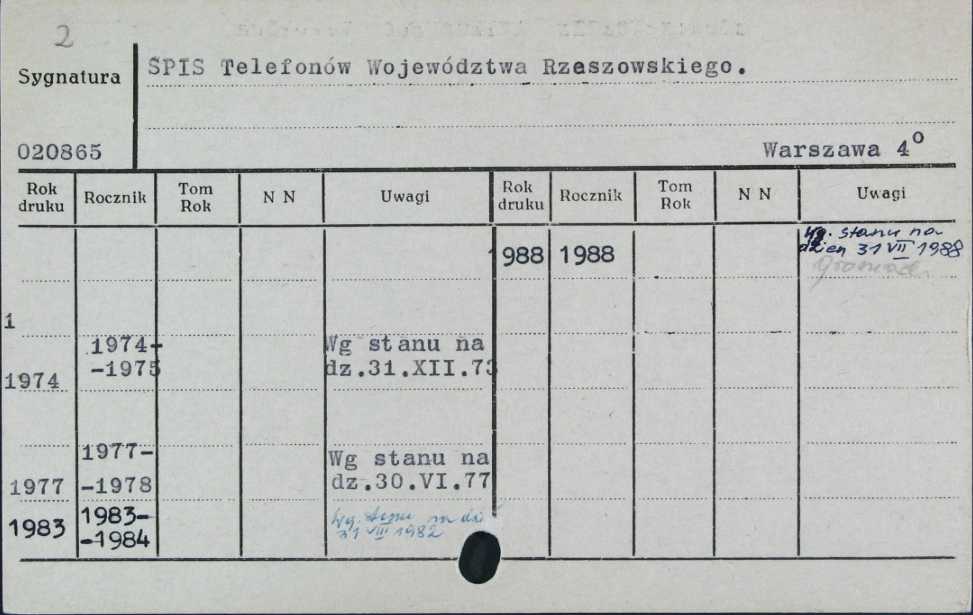 2
Sygnatura
SPIS Telefonów Województwa Rzeszowskiego.
020865
Warszawa 4º
Rok druku
Rocznik
Tom Rok
N N
Uwagi
Rok druku
Rocznik
Tom Rok
N N
Uwagi
1
1974
1974-
-1975
Wg stanu na
dz.31.XII.73
1977
1977-
-1978
Wg stanu na
dz.30.VI.77
1983
1983-
-1984
Wg. stanu na dz
31 VIII 1982
1988
1988
Wg. stanu na
dzien 31 VII 1988